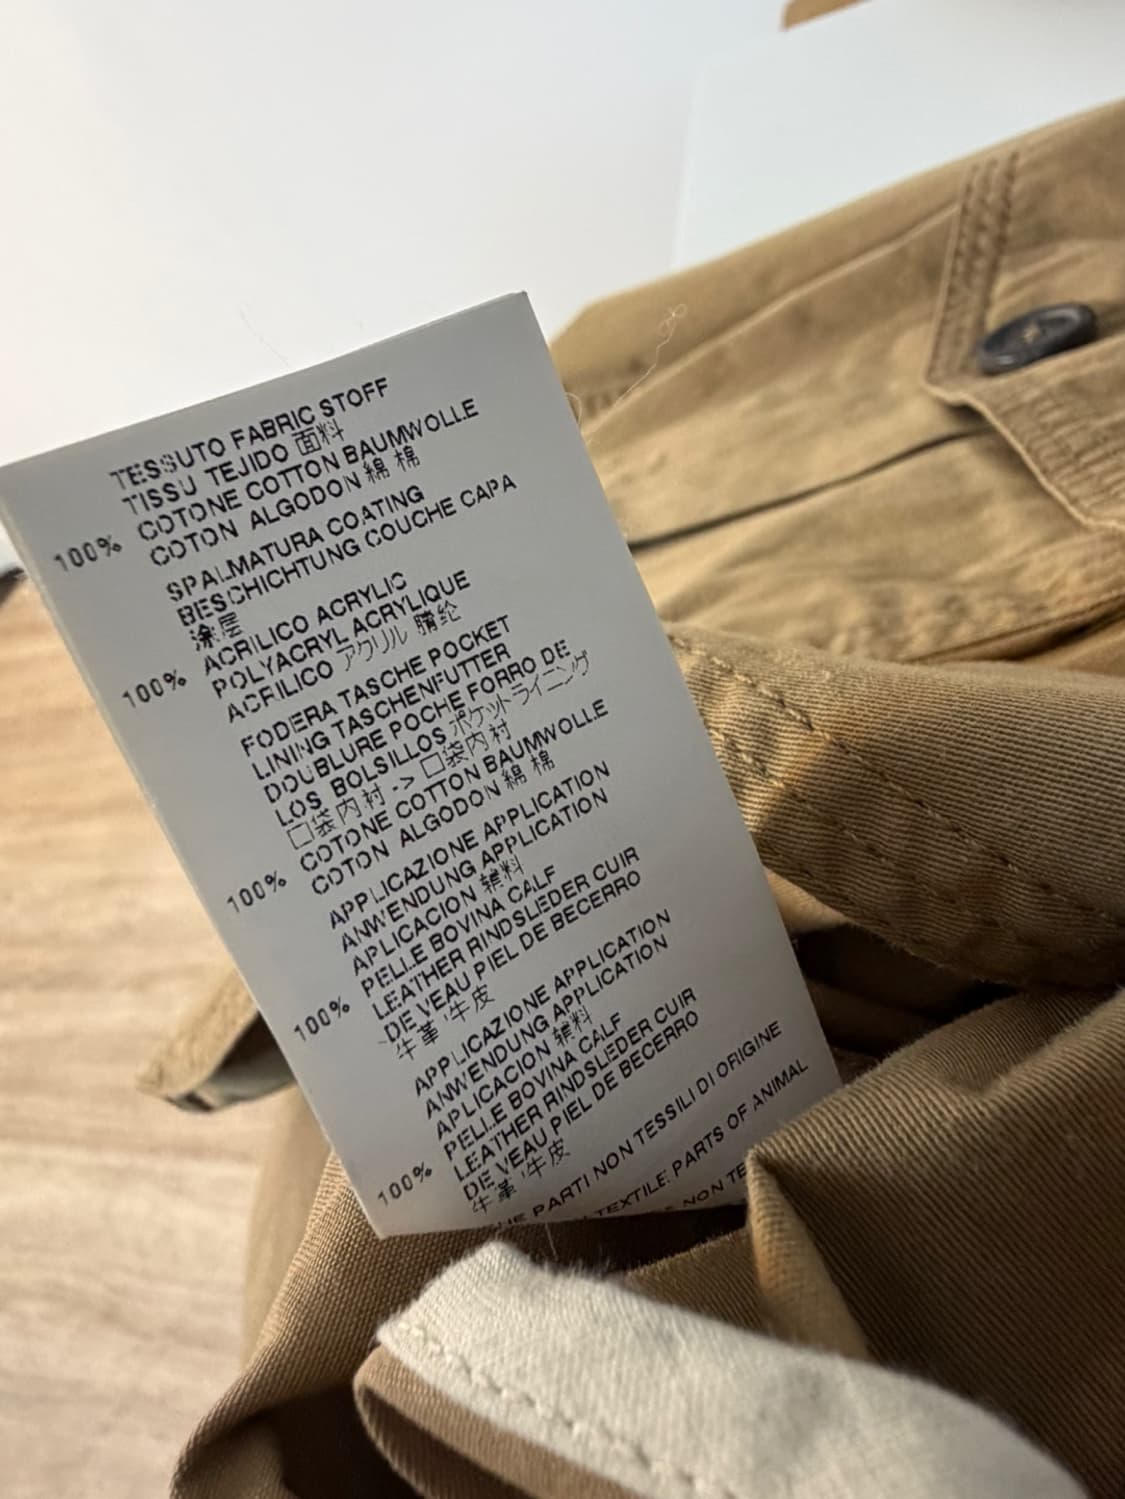 TESSUTO FABRIC STOFF
TISSU TEJIDO 面料
100% COTONE COTTON BAUMWOLLE
COTON ALGODON 綿 棉
SPALMATURA COATING
BESCHICHTUNG COUCHE CAPA
涂层
100% ACRILICO ACRYLIC
POLYACRYL ACRYLIQUE
ACRILICO アクリル 腈纶
FODERA TASCHE POCKET
LINING TASCHENFUTTER
DOUBLURE POCHE FORRO DE
LOS BOLSILLOS ポケットライニング
口袋内衬 -> 口袋内衬
100% COTONE COTTON BAUMWOLLE
COTON ALGODON 綿 棉
APPLICAZIONE APPLICATION
ANWENDUNG APPLICATION
APLICACION 辅料
100% PELLE BOVINA CALF
LEATHER RINDSLEDER CUIR
DE VEAU PIEL DE BECERRO
牛革 '牛皮
APPLICAZIONE APPLICATION
ANWENDUNG APPLICATION
APLICACION 辅料
100% PELLE BOVINA CALF
LEATHER RINDSLEDER CUIR
DE VEAU PIEL DE BECERRO
牛革 '牛皮
PARTI NON TESSILI DI ORIGINE
TEXTILE PARTS OF ANIMAL
NON